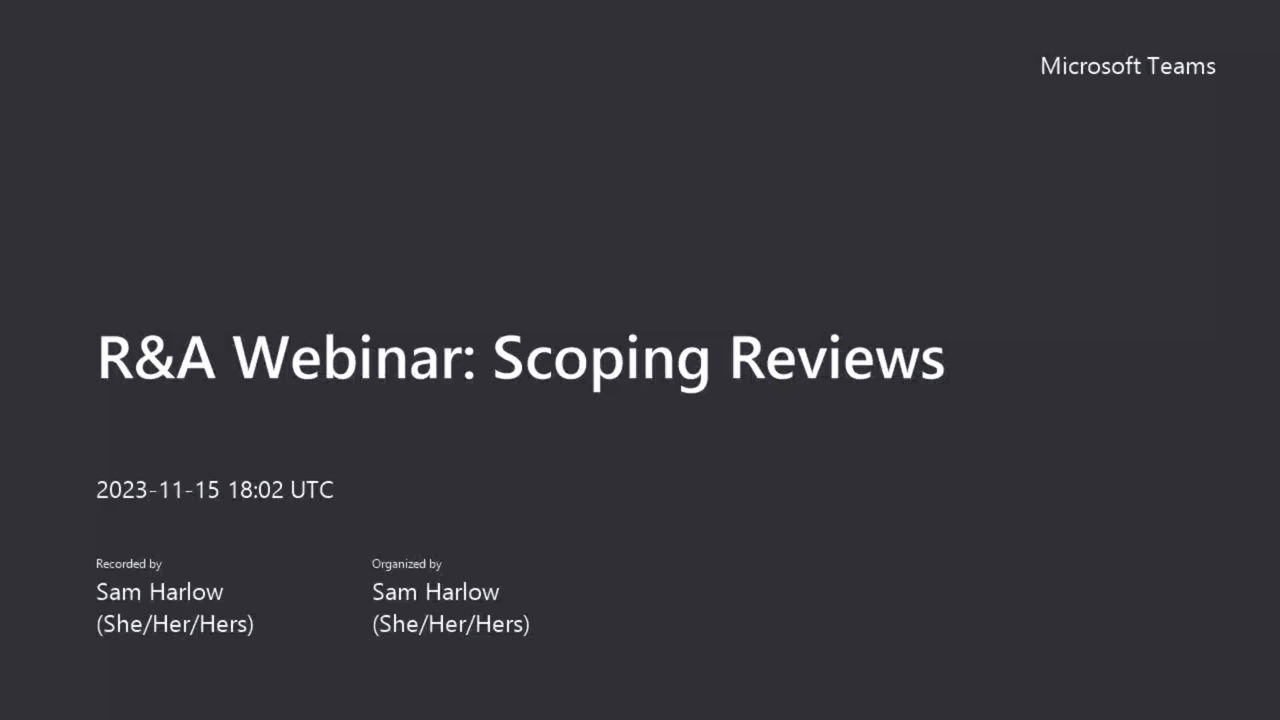 Microsoft Teams
R&A Webinar: Scoping Reviews
2023-11-15 18:02 UTC
Recorded by
Sam Harlow
(She/Her/Hers)
Organized by
Sam Harlow
(She/Her/Hers)